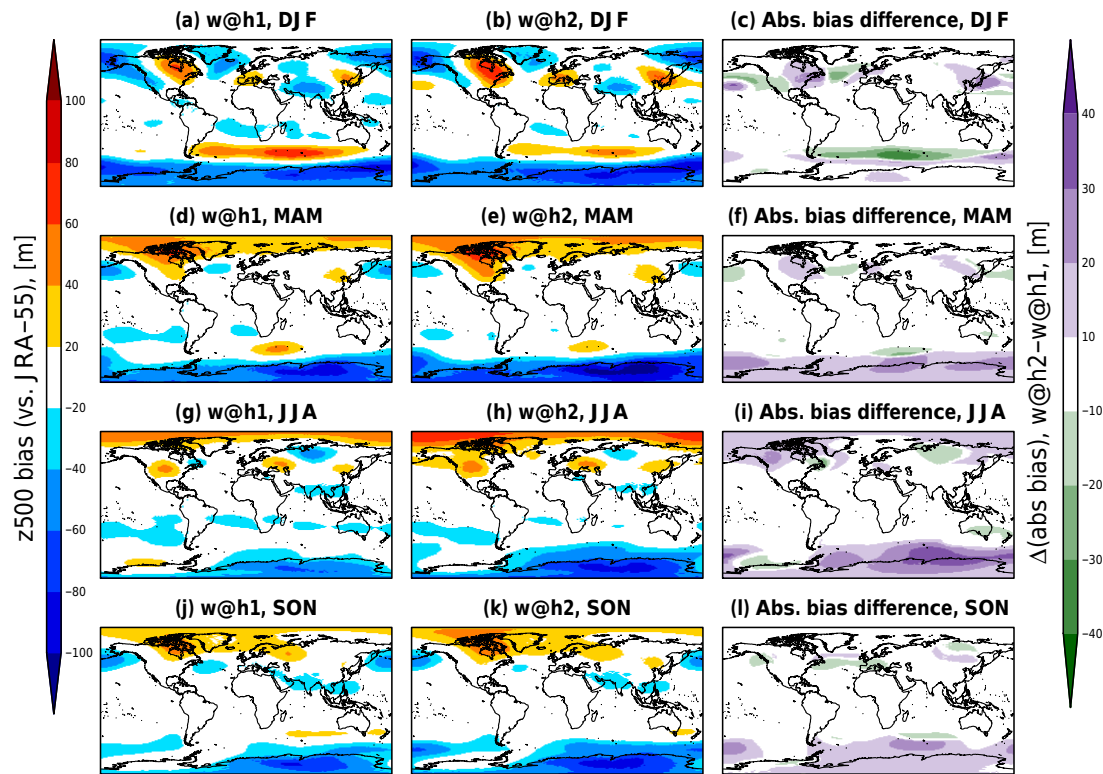 (a) w@h1, DJF
(b) w@h2, DJF
(c) Abs. bias difference, DJF
(d) w@h1, MAM
(e) w@h2, MAM
(f) Abs. bias difference, MAM
(g) w@h1, JJA
(h) w@h2, JJA
(i) Abs. bias difference, JJA
(j) w@h1, SON
(k) w@h2, SON
(l) Abs. bias difference, SON
z500 bias (vs. JRA−55), [m]
100
80
60
40
20
−20
−40
−60
−80
−100
Δ(abs bias), w@h2−w@h1, [m]
40
30
20
10
−10
−20
−30
−40